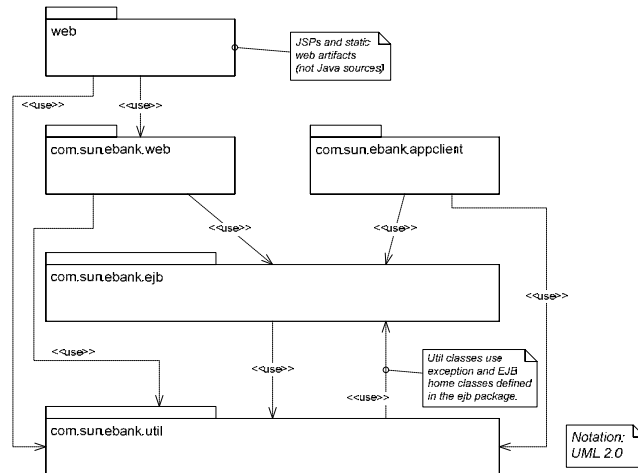 web
JSPs and static
web artifacts
(not Java sources)
<<use>>
<<use>>
com.sun.ebank.web
com.sun.ebank.appclient
<<use>>
<<use>>
com.sun.ebank.ejb
<<use>>
<<use>>
<<use>>
<<use>>
Util classes use
exception and EJB
home classes defined
in the ejb package.
com.sun.ebank.util
Notation:
UML 2.0